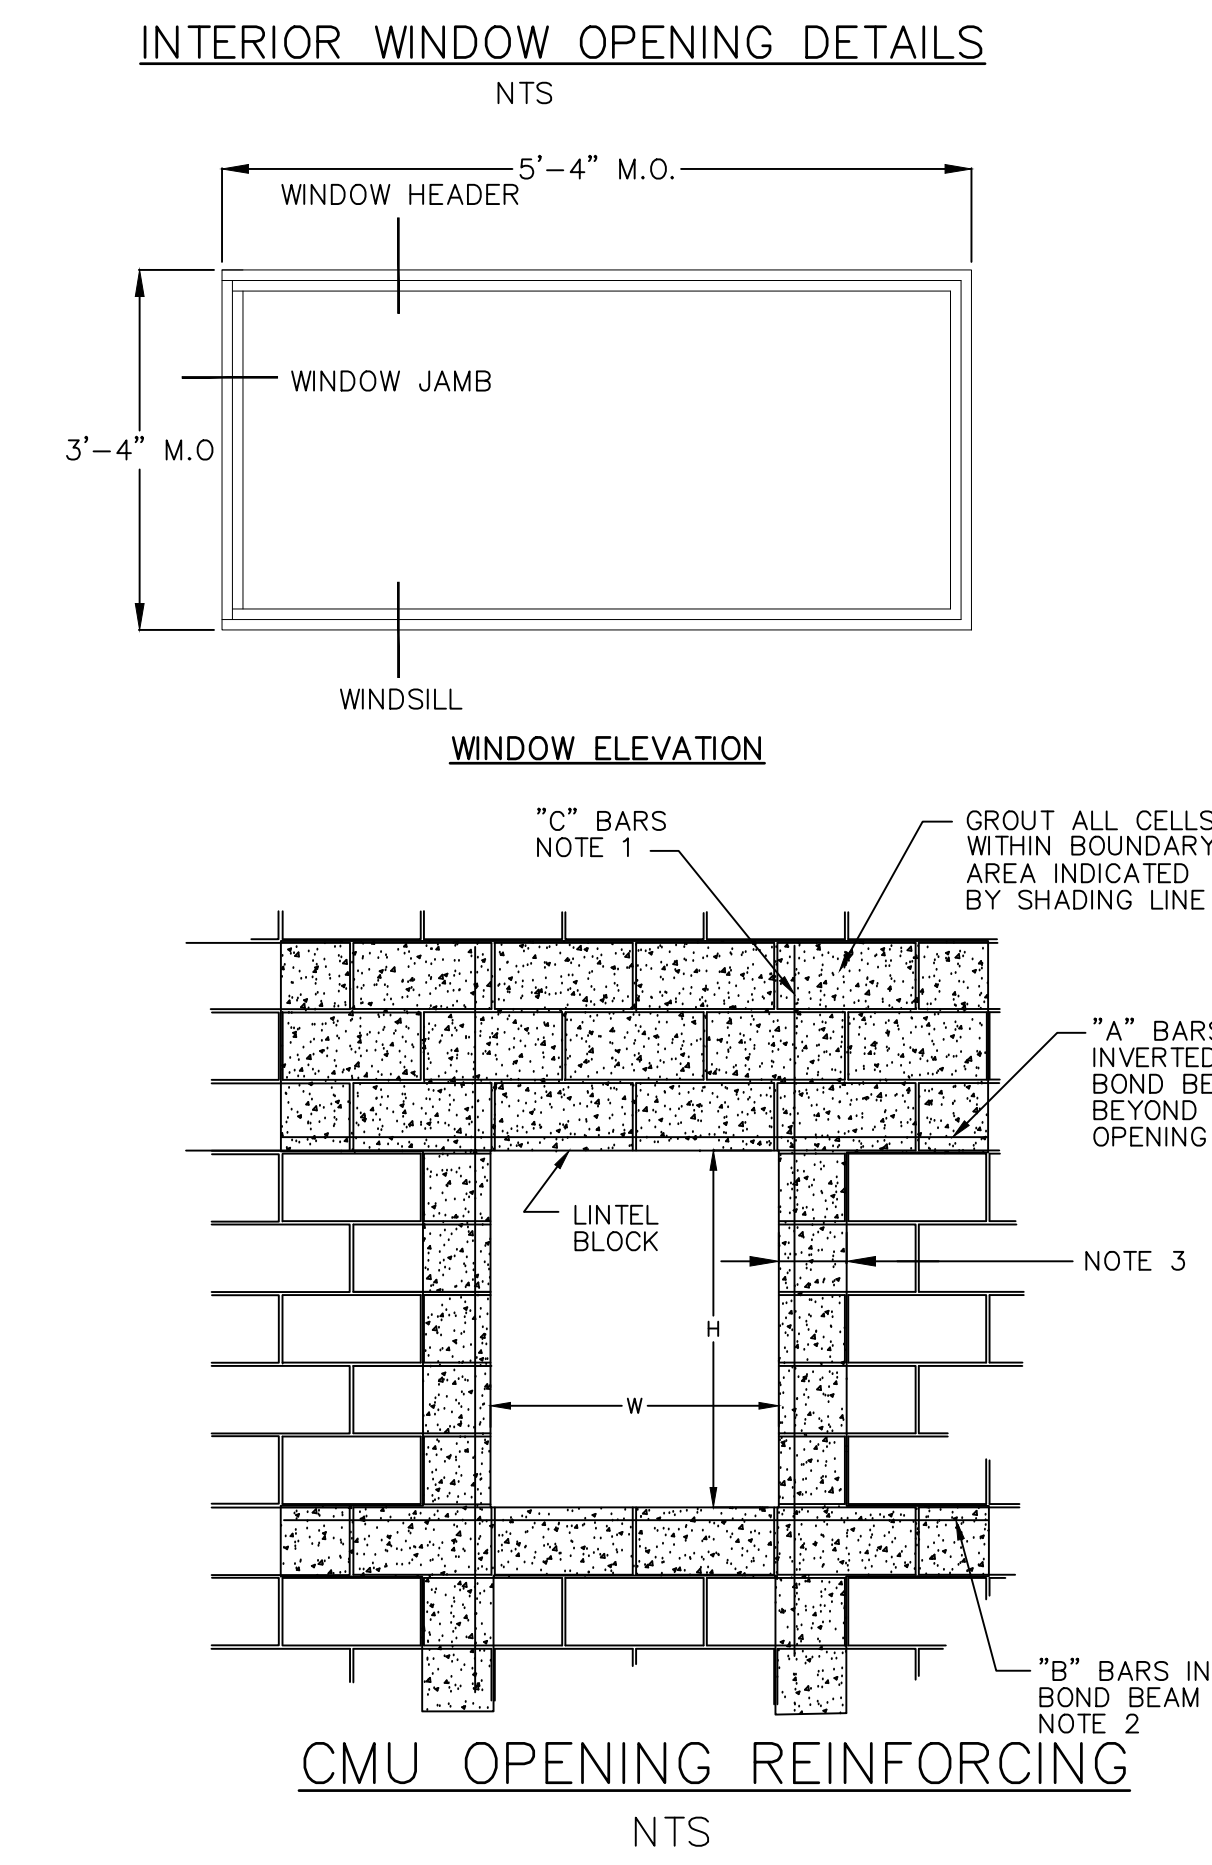 INTERIOR WINDOW OPENING DETAILS
NTS
5'-4" M.O.
WINDOW HEADER
WINDOW JAMB
3'-4" M.O
WINDSILL
WINDOW ELEVATION
"C" BARS
NOTE 1
GROUT ALL CELLS
WITHIN BOUNDARY
AREA INDICATED
BY SHADING LINE
"A" BARS
INVERTED
BOND BE
BEYOND
OPENING
LINTEL
BLOCK
NOTE 3
H
W
"B" BARS IN
BOND BEAM
NOTE 2
CMU OPENING REINFORCING
NTS